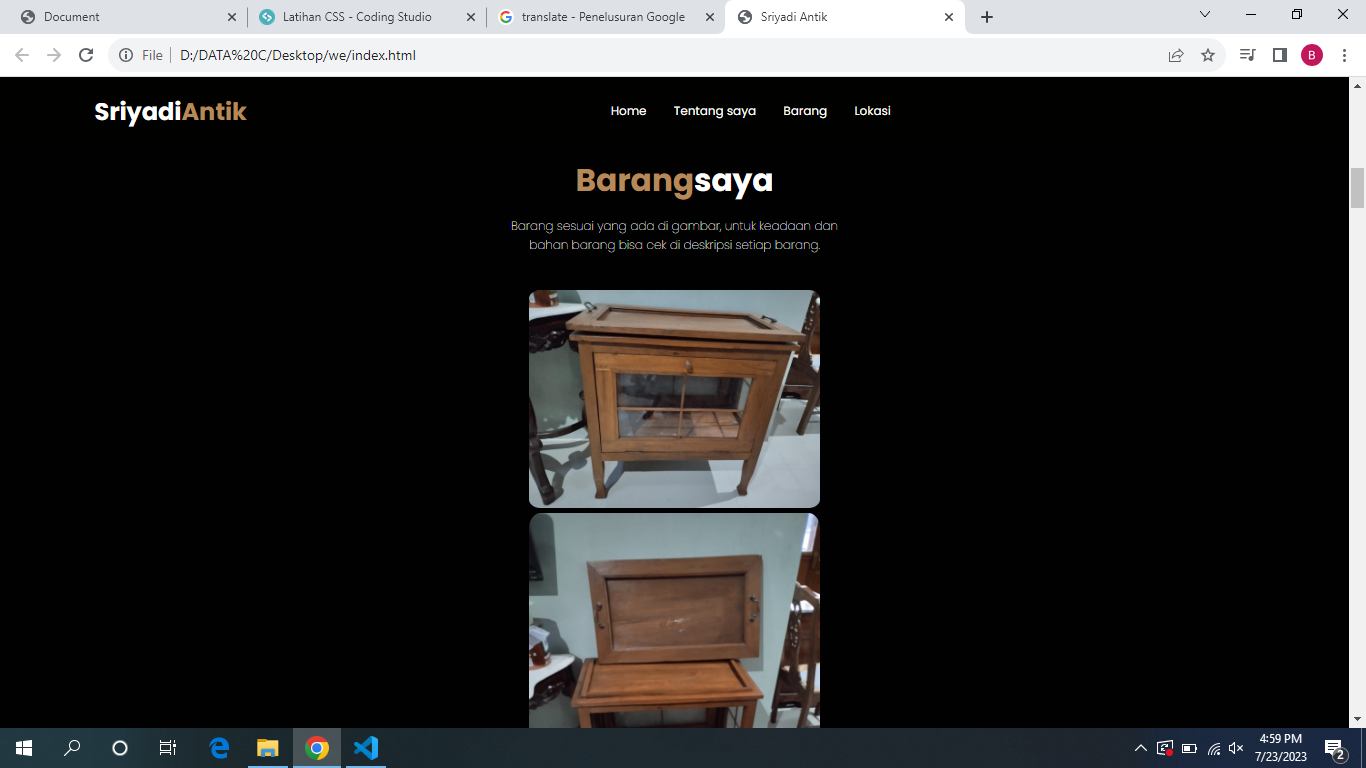 Document
Latihan CSS - Coding Studio
translate - Penelusuran Google
Sriyadi Antik
File
D:/DATA%20C/Desktop/we/index.html
B
SriyadiAntik
Home
Tentang saya
Barang
Lokasi
Barangsaya
Barang sesuai yang ada di gambar, untuk keadaan dan
bahan barang bisa cek di deskripsi setiap barang.
4:59 PM
7/23/2023
2